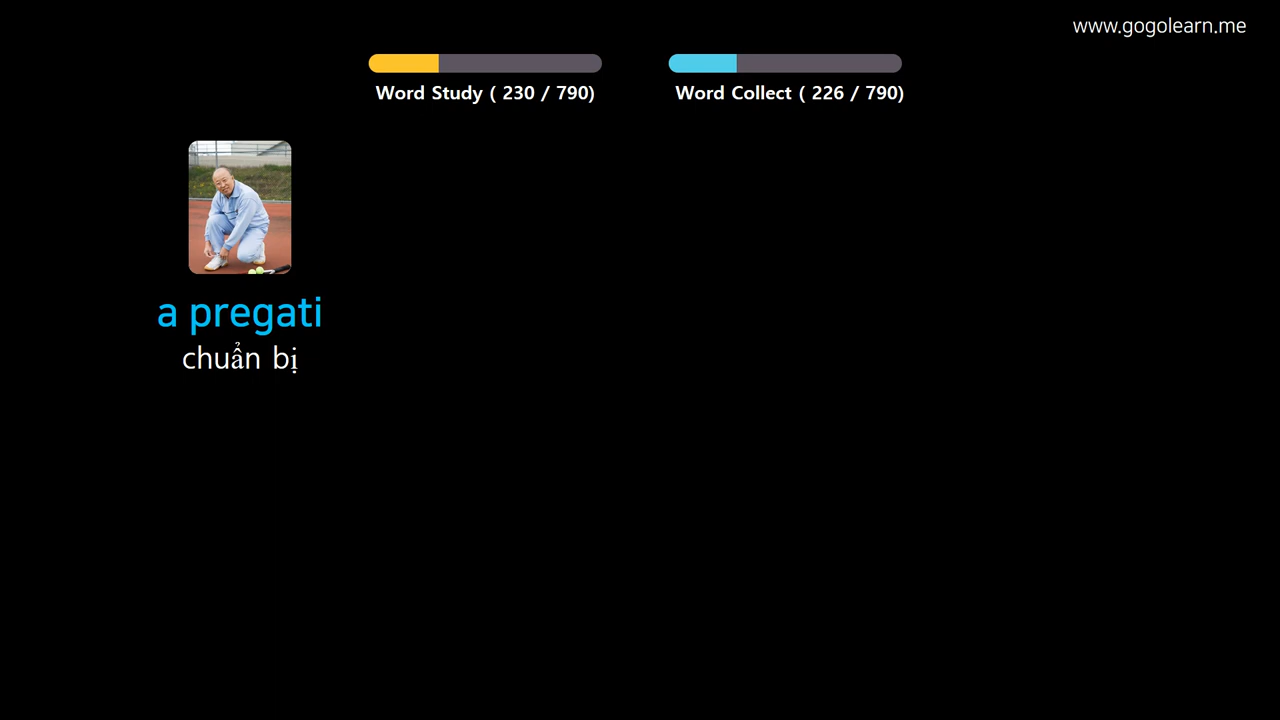 www.gogolearn.me
Word Study ( 230 / 790)
Word Collect ( 226 / 790)
a pregati
chuẩn bị